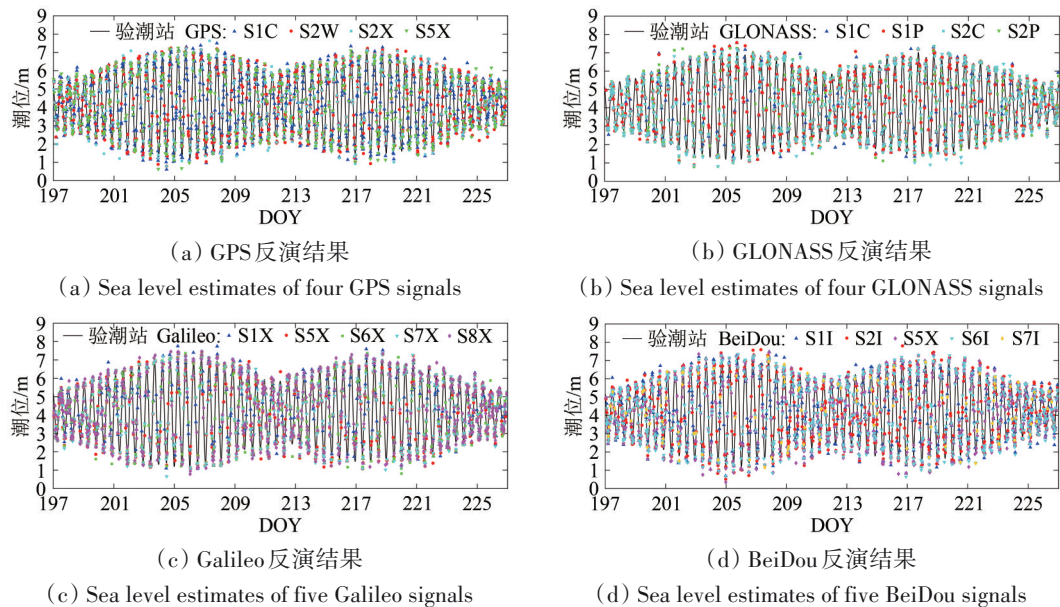 验潮站 GPS: S1C S2W S2X S5X
潮位/m
9
8
7
6
5
4
3
2
1
0
197 201 205 209 213 217 221 225
DOY
(a) GPS反演结果
(a) Sea level estimates of four GPS signals
验潮站 GLONASS: S1C S1P S2C S2P
潮位/m
9
8
7
6
5
4
3
2
1
0
197 201 205 209 213 217 221 225
DOY
(b) GLONASS反演结果
(b) Sea level estimates of four GLONASS signals
验潮站 Galileo: S1X S5X S6X S7X S8X
潮位/m
9
8
7
6
5
4
3
2
1
0
197 201 205 209 213 217 221 225
DOY
(c) Galileo反演结果
(c) Sea level estimates of five Galileo signals
验潮站 BeiDou: S1I S2I S5X S6I S7I
潮位/m
9
8
7
6
5
4
3
2
1
0
197 201 205 209 213 217 221 225
DOY
(d) BeiDou反演结果
(d) Sea level estimates of five BeiDou signals